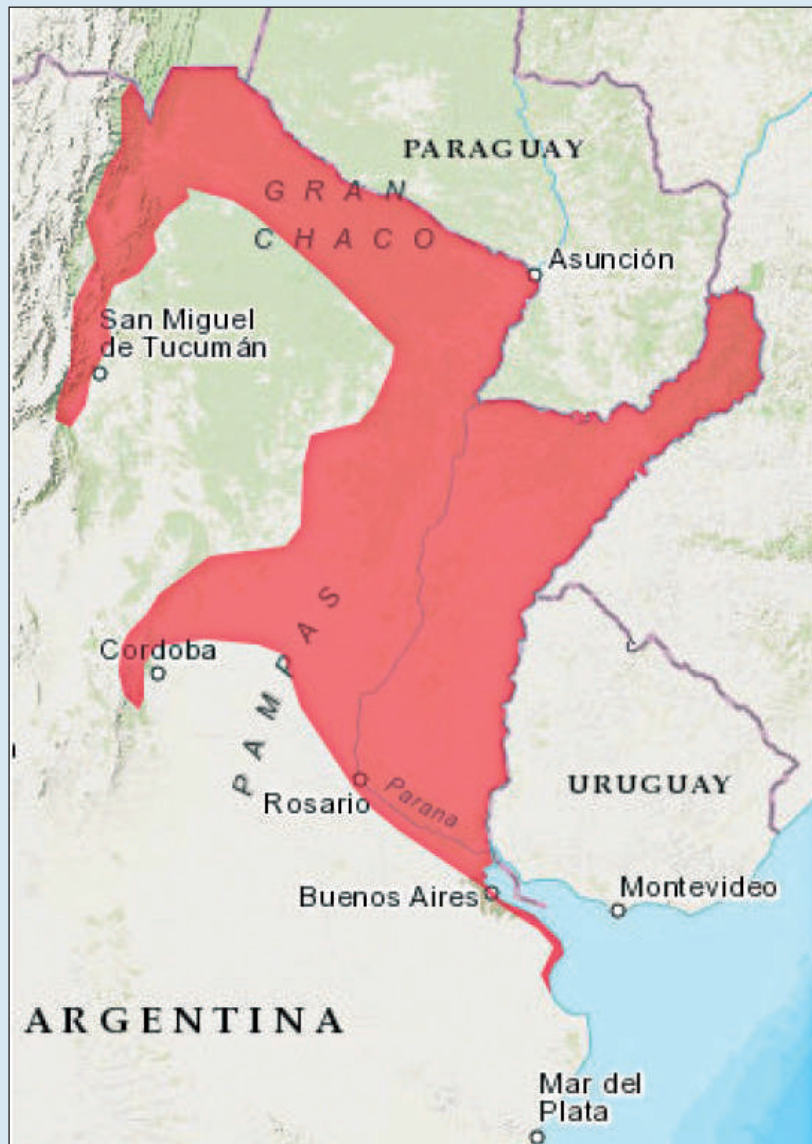 PARAGUAY
GRAN
CHACO
Asunción
San Miguel
de Tucumán
PAMPAS
Cordoba
Rosario
Parana
URUGUAY
Buenos Aires
Montevideo
ARGENTINA
Mar del
Plata